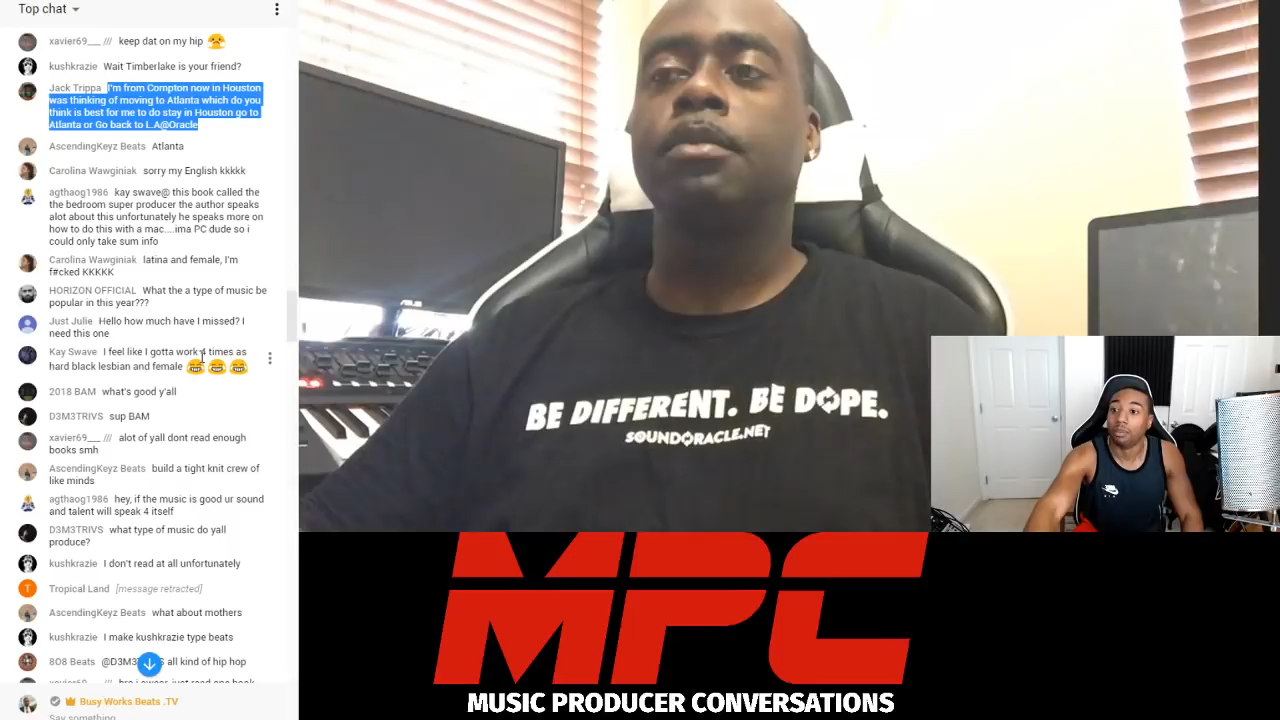 Top chat
xavier69___ /// keep dat on my hip
kushkrazie Wait Timberlake is your friend?
Jack Trippa I'm from Compton now in Houston
was thinking of moving to Atlanta which do you
think is best for me to do stay in Houston go to
Atlanta or Go back to L.A@Oracle
AscendingKeyz Beats Atlanta
Carolina Wawginiak sorry my English kkkkk
agthaog1986 kay swave@ this book called the
the bedroom super producer the author speaks
alot about this unfortunately he speaks more on
how to do this with a mac....ima PC dude so i
could only take sum info
Carolina Wawginiak latina and female, I'm
f#cked KKKKK
HORIZON OFFICIAL What the a type of music be
popular in this year???
Just Julie Hello how much have I missed? I
need this one
Kay Swave I feel like I gotta work 4 times as
hard black lesbian and female
2018 BAM what's good y'all
D3M3TRIVS sup BAM
xavier69___ /// alot of yall dont read enough
books smh
AscendingKeyz Beats build a tight knit crew of
like minds
agthaog1986 hey, if the music is good ur sound
and talent will speak 4 itself
D3M3TRIVS what type of music do yall
produce?
kushkrazie I don't read at all unfortunately
T Tropical Land [message retracted]
AscendingKeyz Beats what about mothers
kushkrazie I make kushkrazie type beats
808 Beats all kind of hip hop
Busy Works Beats .TV
Say something...
BE DIFFERENT. BE DOPE.
SOUNDORACLE.NET
MPC
MUSIC PRODUCER CONVERSATIONS